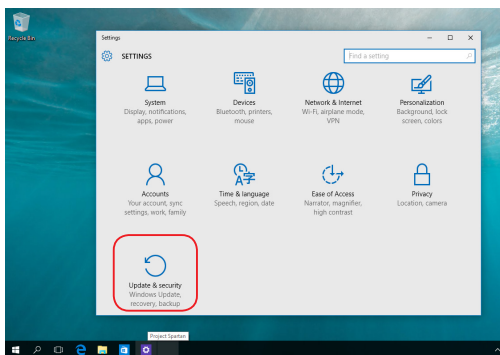 Recycle Bin
Settings
SETTINGS
Find a setting
System
Display, notifications,
apps, power
Devices
Bluetooth, printers,
mouse
Network & Internet
Wi-Fi, airplane mode,
VPN
Personalization
Background, lock
screen, colors
Accounts
Your account, sync
settings, work, family
Time & language
Speech, region, date
Ease of Access
Narrator, magnifier,
high contrast
Privacy
Location, camera
Update & security
Windows Update,
recovery, backup
Project Spartan